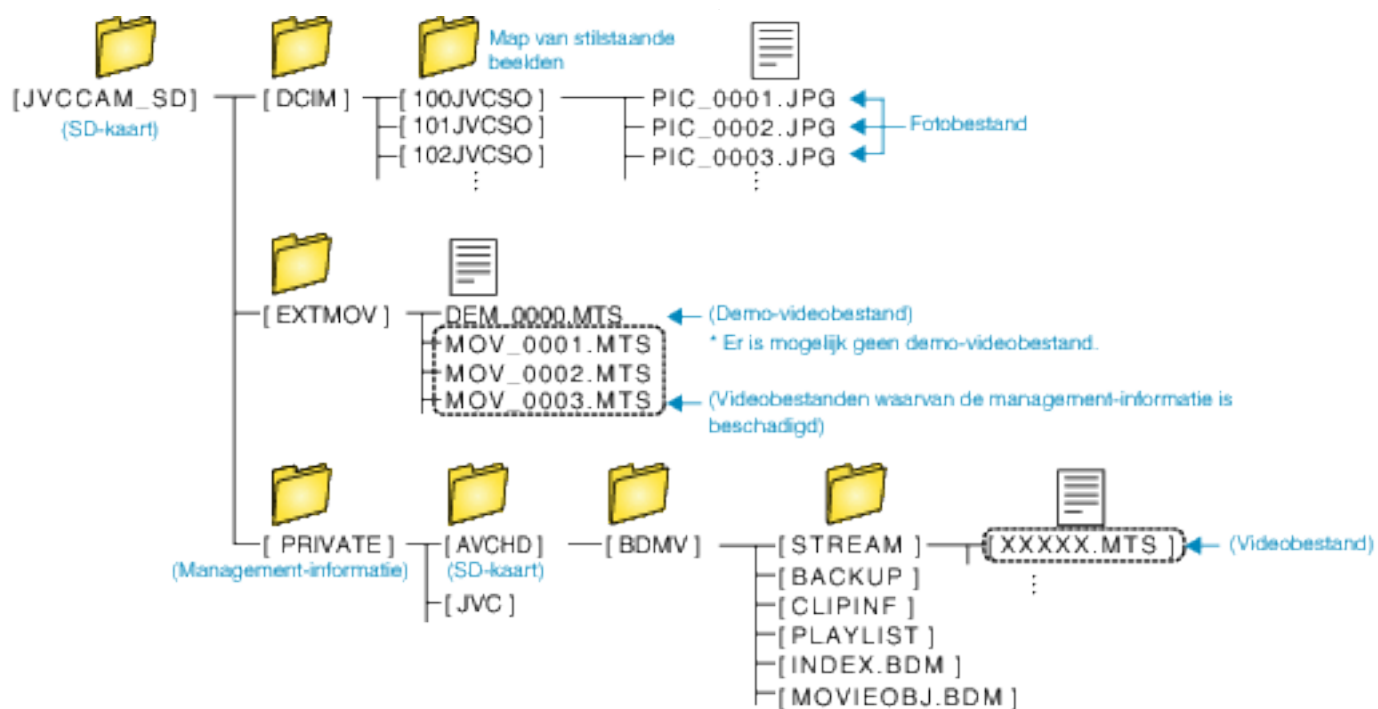 Map van stilstaande
beelden
[JVCCAM_SD] [DCIM] [100JVCSO] PIC_0001.JPG
(SD-kaart) [101JVCSO] PIC_0002.JPG Fotobestand
[102JVCSO] PIC_0003.JPG
[EXTMOV] DEM_0000.MTS (Demo-videobestand)
MOV_0001.MTS * Er is mogelijk geen demo-videobestand.
MOV_0002.MTS
MOV_0003.MTS (Videobestanden waarvan de management-informatie is
beschadigd)
[PRIVATE] [AVCHD] [BDMV] [STREAM] [XXXXX.MTS] (Videobestand)
(Management-informatie) (SD-kaart) [BACKUP]
[JVC] [CLIPINF]
[PLAYLIST]
[INDEX.BDM]
[MOVIEOBJ.BDM]